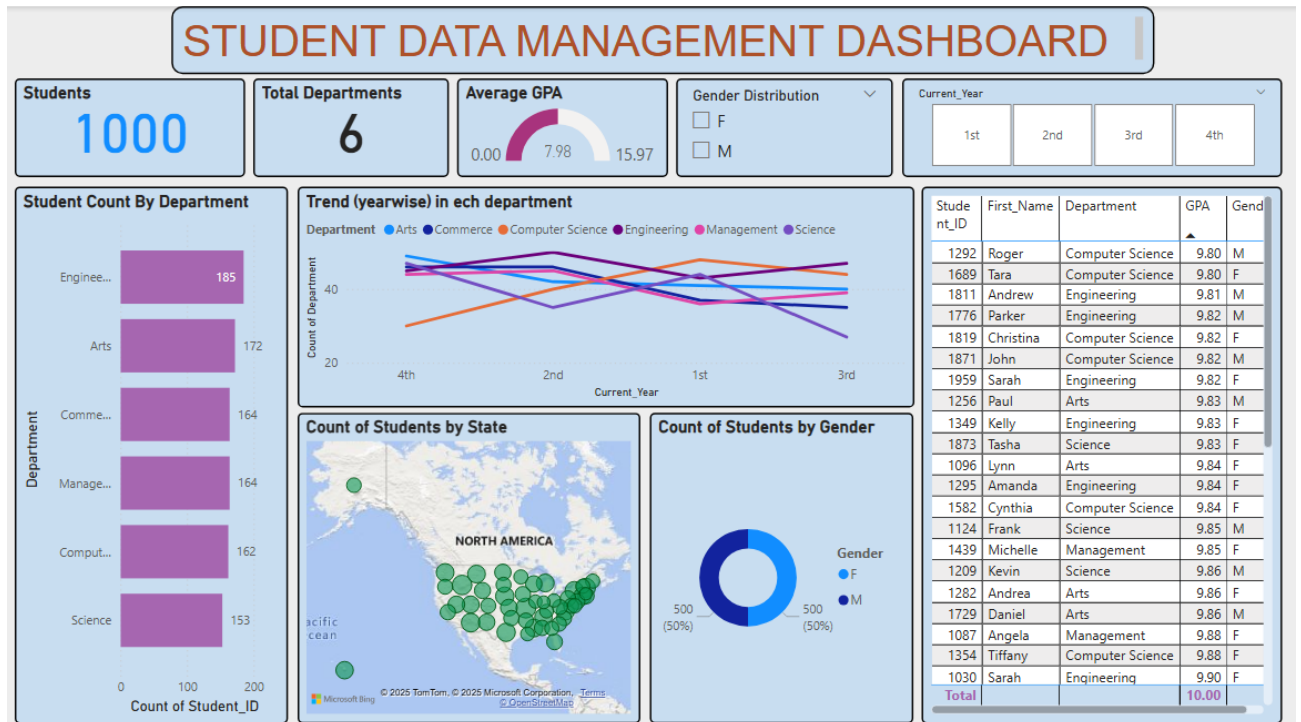 STUDENT DATA MANAGEMENT DASHBOARD
Students
1000
Total Departments
6
Average GPA
0.00 7.98 15.97
Gender Distribution
F
M
Current_Year
1st 2nd 3rd 4th
Student Count By Department
Department
Enginee... 185
Arts 172
Comme... 164
Manage... 164
Comput... 162
Science 153
0 100 200
Count of Student_ID
Trend (yearwise) in ech department
Department Arts Commerce Computer Science Engineering Management Science
Count of Department
40
20
4th 2nd 1st 3rd
Current_Year
Count of Students by State
NORTH AMERICA
acific
cean
Microsoft Bing © 2025 TomTom, © 2025 Microsoft Corporation, Terms
© OpenStreetMap
Count of Students by Gender
Gender
F
M
500
(50%)
500
(50%)
Stude First_Name Department GPA Gend
nt_ID
1292 Roger Computer Science 9.80 M
1689 Tara Computer Science 9.80 F
1811 Andrew Engineering 9.81 M
1776 Parker Engineering 9.82 M
1819 Christina Computer Science 9.82 F
1871 John Computer Science 9.82 M
1959 Sarah Engineering 9.82 F
1256 Paul Arts 9.83 M
1349 Kelly Engineering 9.83 F
1873 Tasha Science 9.83 F
1096 Lynn Arts 9.84 F
1295 Amanda Engineering 9.84 F
1582 Cynthia Computer Science 9.84 F
1124 Frank Science 9.85 M
1439 Michelle Management 9.85 F
1209 Kevin Science 9.86 M
1282 Andrea Arts 9.86 F
1729 Daniel Arts 9.86 M
1087 Angela Management 9.88 F
1354 Tiffany Computer Science 9.88 F
1030 Sarah Engineering 9.90 F
Total 10.00